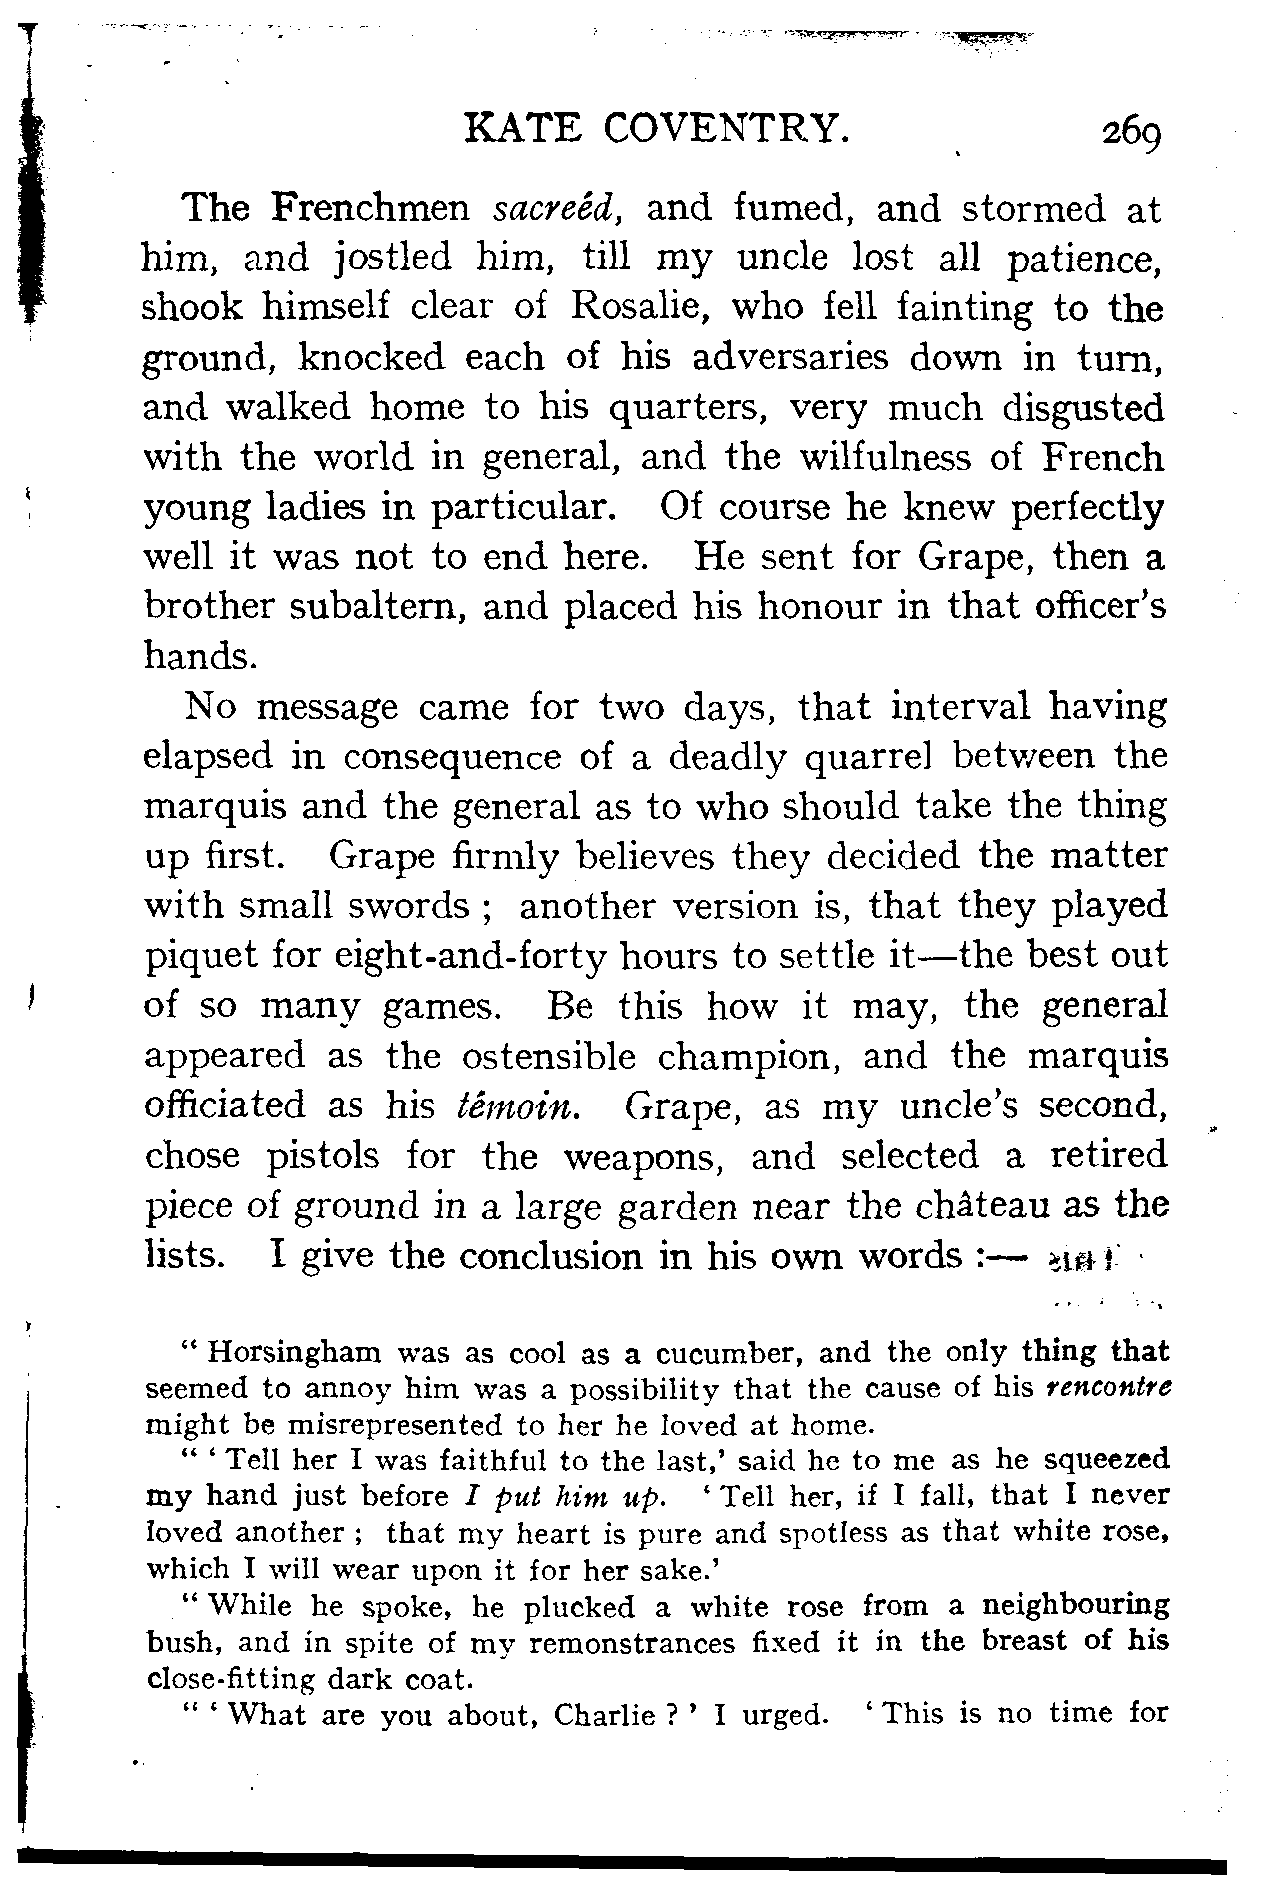 KATE COVENTRY. 269
The Frenchmen sacreéd, and fumed, and stormed at
him, and jostled him, till my uncle lost all patience,
shook himself clear of Rosalie, who fell fainting to the
ground, knocked each of his adversaries down in turn,
and walked home to his quarters, very much disgusted
with the world in general, and the wilfulness of French
young ladies in particular. Of course he knew perfectly
well it was not to end here. He sent for Grape, then a
brother subaltern, and placed his honour in that officer's
hands.
No message came for two days, that interval having
elapsed in consequence of a deadly quarrel between the
marquis and the general as to who should take the thing
up first. Grape firmly believes they decided the matter
with small swords ; another version is, that they played
piquet for eight-and-forty hours to settle it—the best out
of so many games. Be this how it may, the general
appeared as the ostensible champion, and the marquis
officiated as his témoin. Grape, as my uncle's second,
chose pistols for the weapons, and selected a retired
piece of ground in a large garden near the château as the
lists. I give the conclusion in his own words :—
“ Horsingham was as cool as a cucumber, and the only thing that
seemed to annoy him was a possibility that the cause of his rencontre
might be misrepresented to her he loved at home.
“ ‘ Tell her I was faithful to the last,’ said he to me as he squeezed
my hand just before I put him up. ‘ Tell her, if I fall, that I never
loved another ; that my heart is pure and spotless as that white rose,
which I will wear upon it for her sake.’
“ While he spoke, he plucked a white rose from a neighbouring
bush, and in spite of my remonstrances fixed it in the breast of his
close-fitting dark coat.
“ ‘ What are you about, Charlie ? ’ I urged. ‘ This is no time for